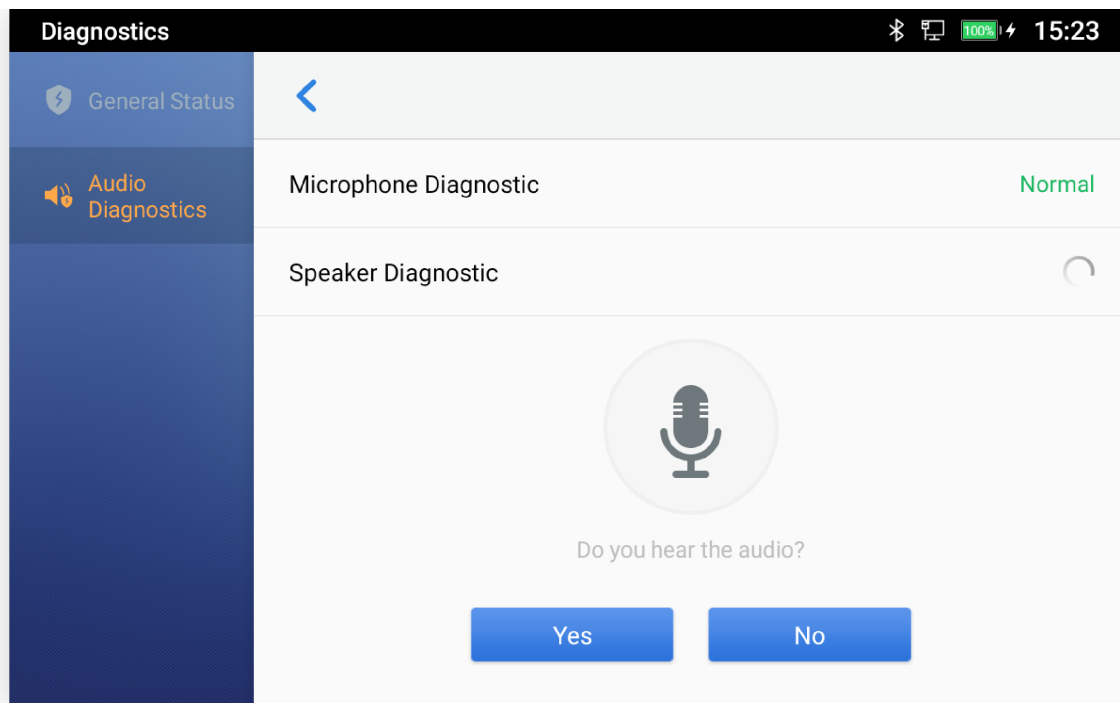 Diagnostics
100%
15:23
General Status
Audio
Diagnostics
Microphone Diagnostic
Normal
Speaker Diagnostic
Do you hear the audio?
Yes
No